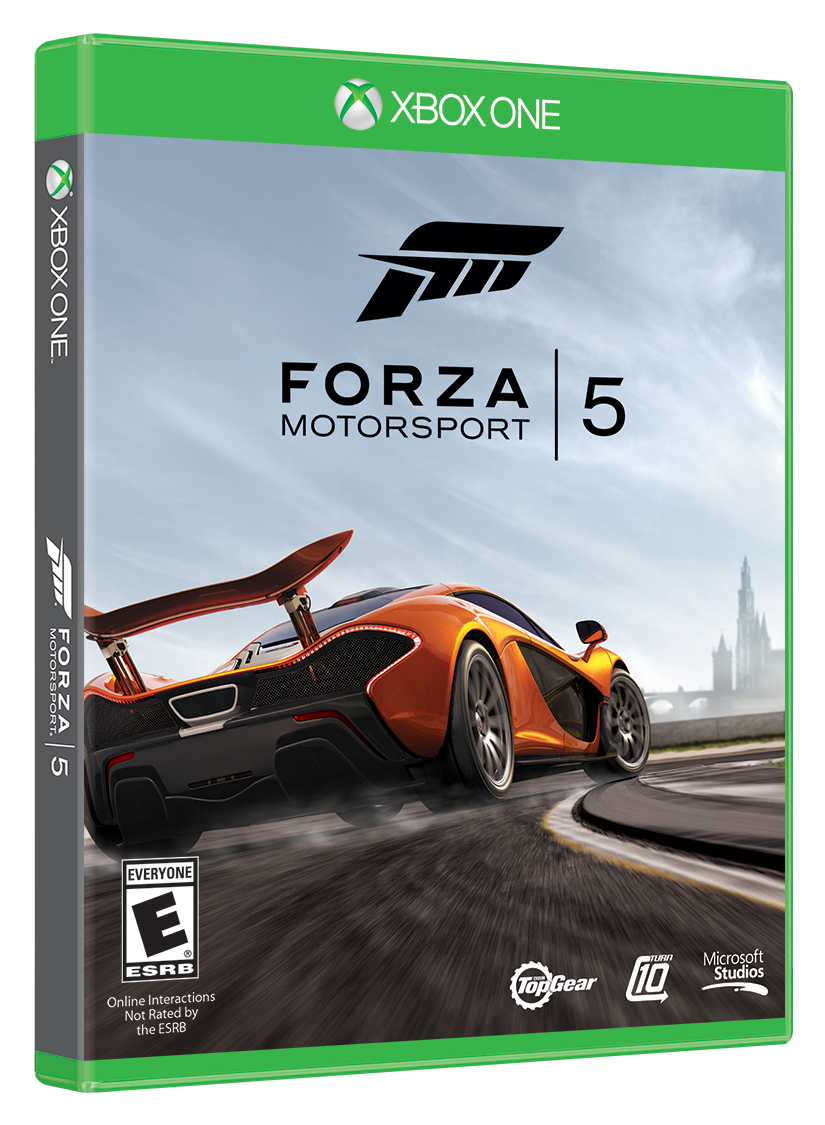 XBOX ONE
XBOX ONE
FORZA
MOTORSPORT
5
FORZA
MOTORSPORT®
5
EVERYONE
E
®
ESRB
Online Interactions
Not Rated by
the ESRB
BBC
TopGear
TURN
10
Microsoft
Studios